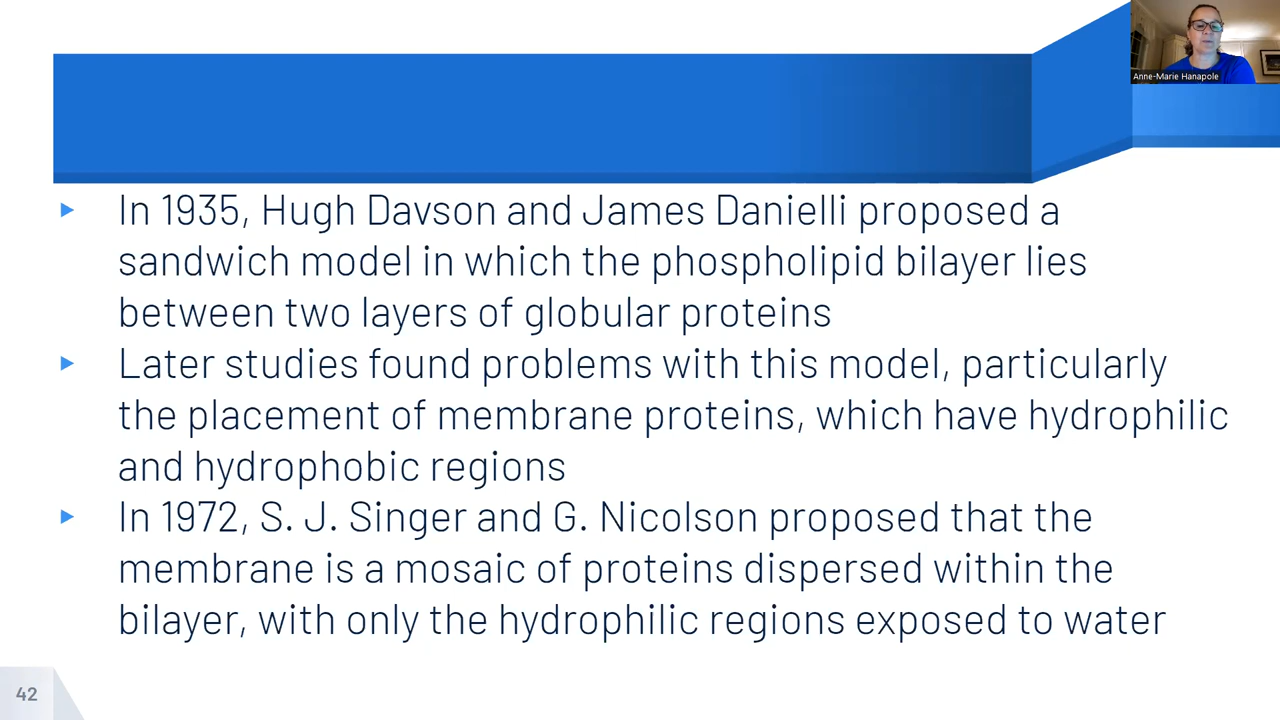 Anne-Marie Hanapole
In 1935, Hugh Davson and James Danielli proposed a
sandwich model in which the phospholipid bilayer lies
between two layers of globular proteins
Later studies found problems with this model, particularly
the placement of membrane proteins, which have hydrophilic
and hydrophobic regions
In 1972, S. J. Singer and G. Nicolson proposed that the
membrane is a mosaic of proteins dispersed within the
bilayer, with only the hydrophilic regions exposed to water
42